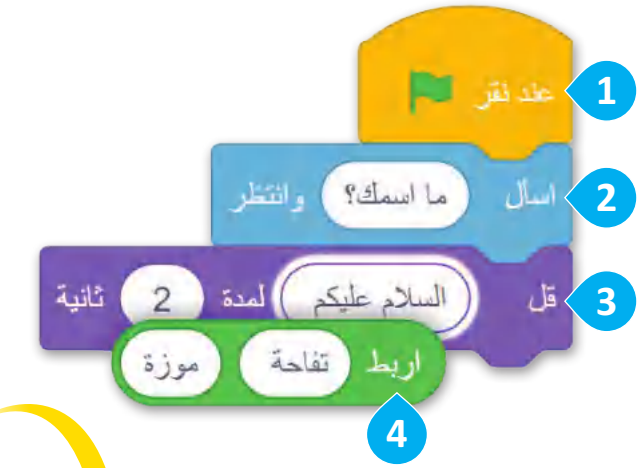 عند نقر 1
اسأل ما اسمك؟ وانتظر 2
قل السلام عليكم لمدة 2 ثانية 3
اربط تفاحة موزة
4